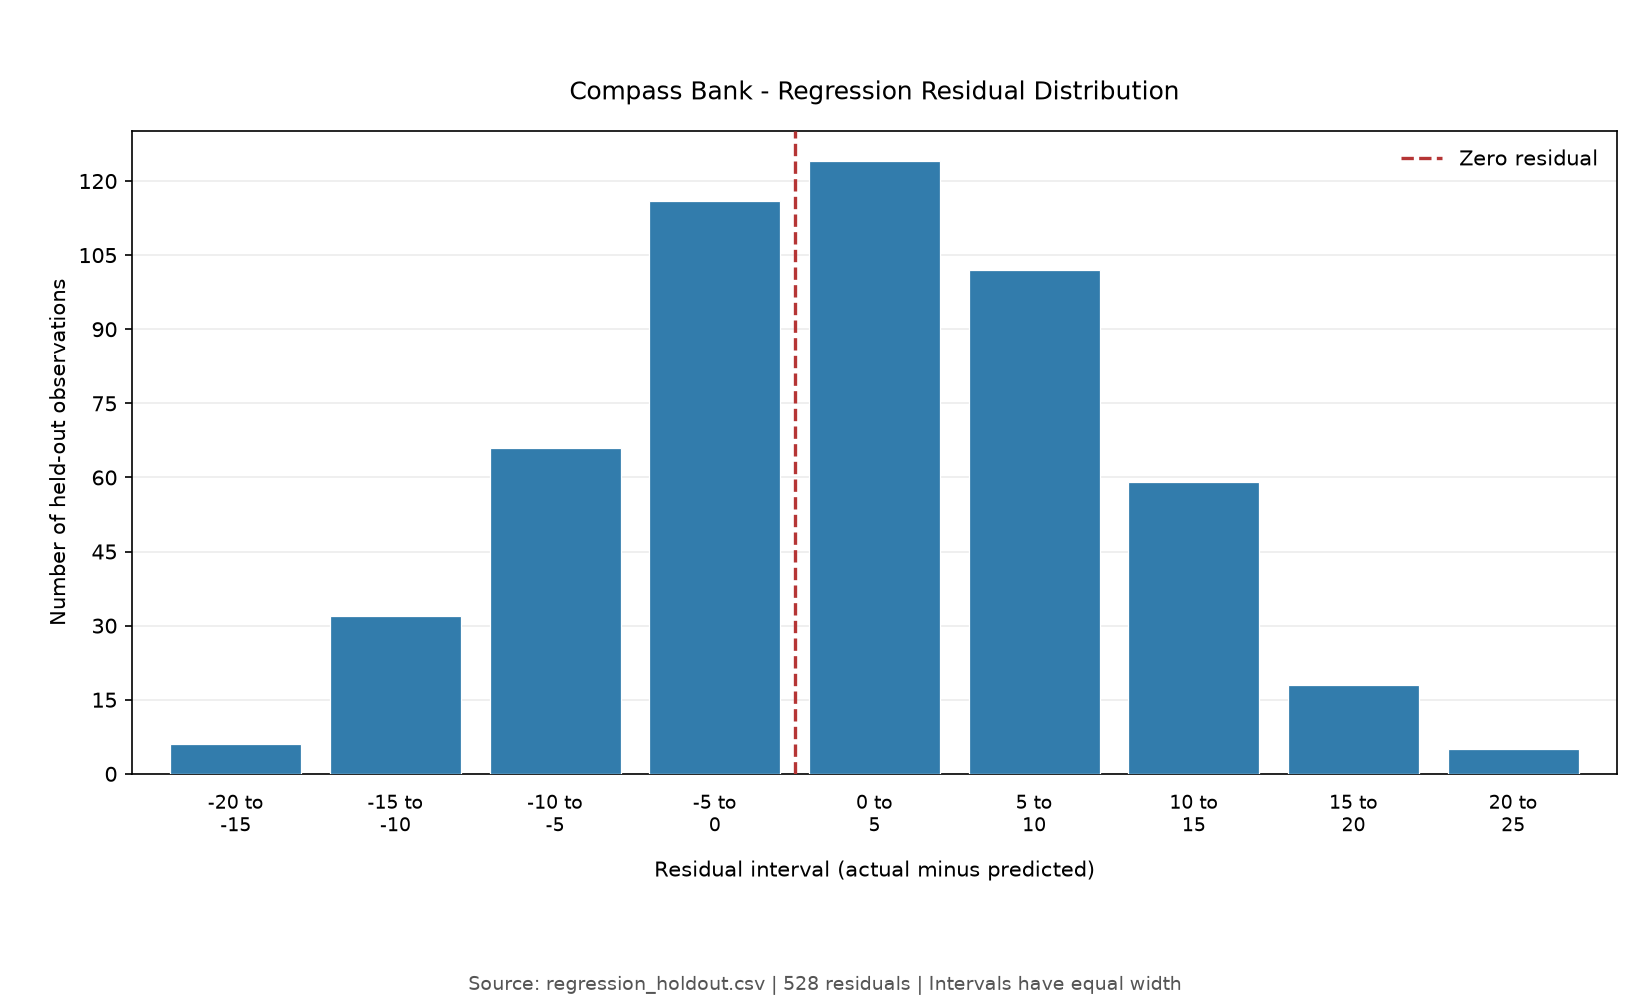 Compass Bank - Regression Residual Distribution
Zero residual
Number of held-out observations
120
105
90
75
60
45
30
15
0
-20 to
-15
-15 to
-10
-10 to
-5
-5 to
0
0 to
5
5 to
10
10 to
15
15 to
20
20 to
25
Residual interval (actual minus predicted)
Source: regression_holdout.csv | 528 residuals | Intervals have equal width